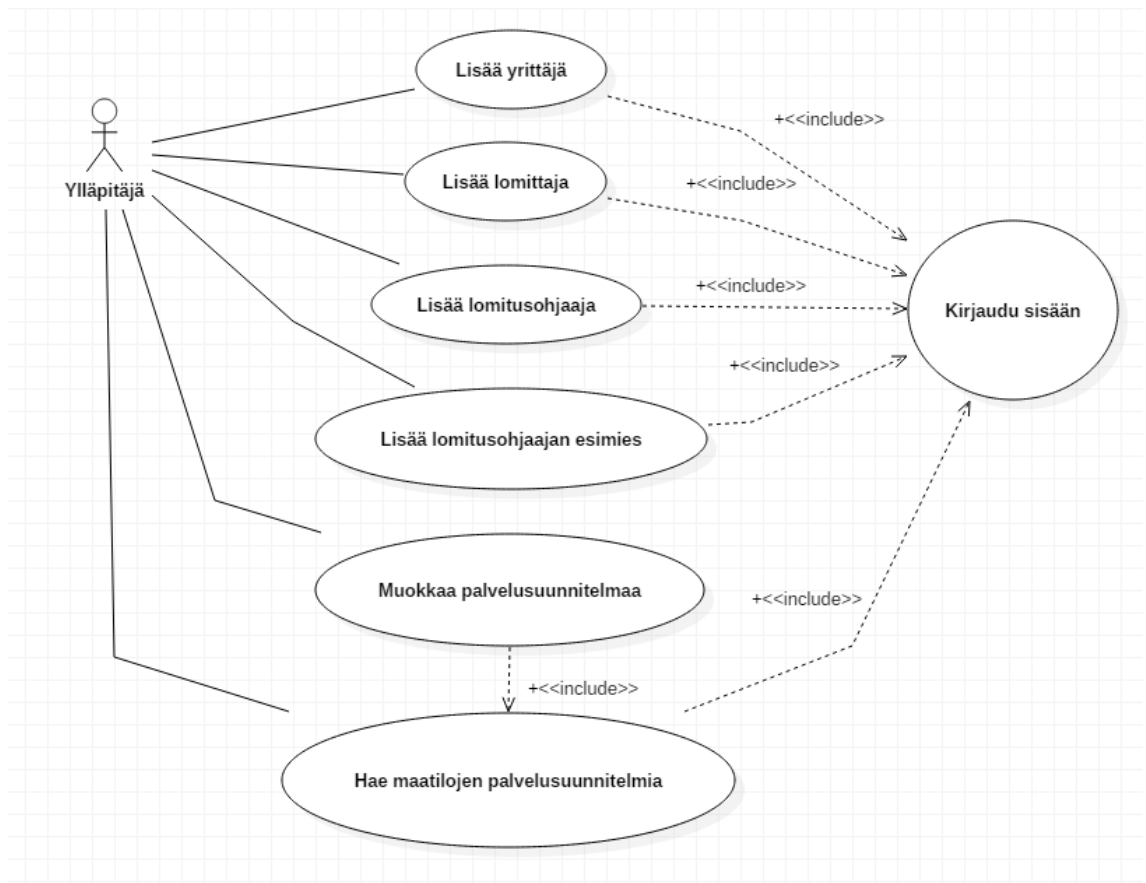 Lisää yrittäjä
+<<include>>
Lisää lomittaja
+<<include>>
Ylläpitäjä
Lisää lomitusohjaaja
+<<include>>
Kirjaudu sisään
+<<include>>
Lisää lomitusohjaajan esimies
Muokkaa palvelusuunnitelmaa
+<<include>>
+<<include>>
Hae maatilojen palvelusuunnitelmia